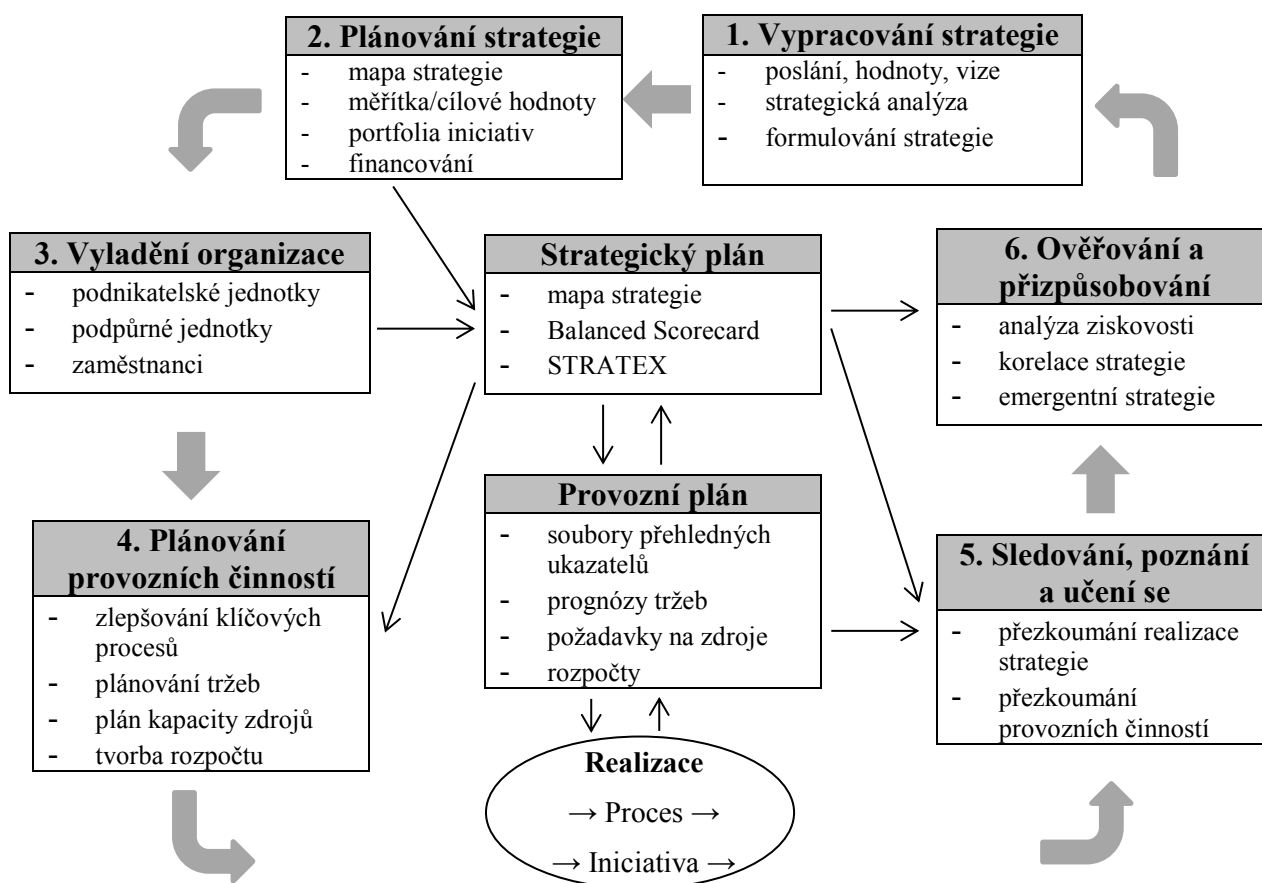 2. Plánování strategie
- mapa strategie
- měřítka/cílové hodnoty
- portfolia iniciativ
- financování
1. Vypracování strategie
- poslání, hodnoty, vize
- strategická analýza
- formulování strategie
3. Vyladění organizace
- podnikatelské jednotky
- podpůrné jednotky
- zaměstnanci
Strategický plán
- mapa strategie
- Balanced Scorecard
- STRATEX
6. Ověřování a
přizpůsobování
- analýza ziskovosti
- korelace strategie
- emergentní strategie
4. Plánování
provozních činností
- zlepšování klíčových
procesů
- plánování tržeb
- plán kapacity zdrojů
- tvorba rozpočtu
Provozní plán
- soubory přehledných
ukazatelů
- prognózy tržeb
- požadavky na zdroje
- rozpočty
5. Sledování, poznání
a učení se
- přezkoumání realizace
strategie
- přezkoumání
provozních činností
Realizace
→ Proces →
→ Iniciativa →